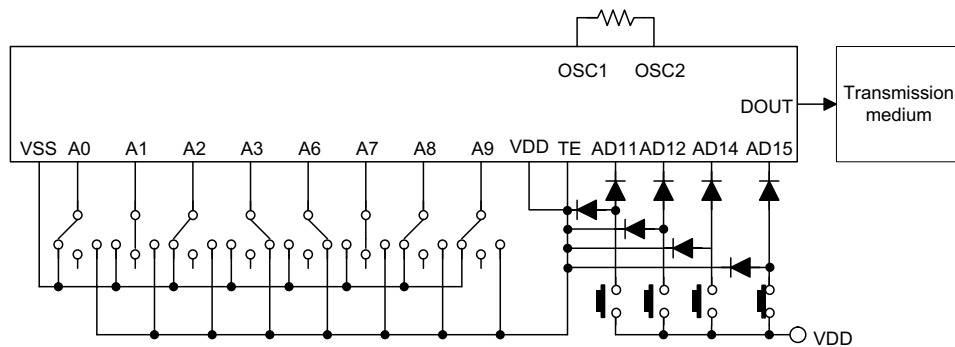 OSC1 OSC2
DOUT
Transmission
medium
VSS A0 A1 A2 A3 A6 A7 A8 A9 VDD TE AD11 AD12 AD14 AD15
VDD